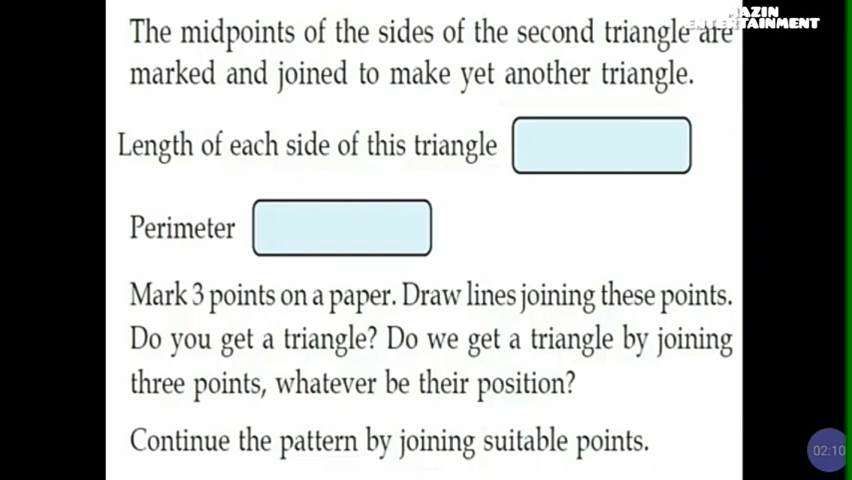 MAZIN
ENTERTAINMENT
The midpoints of the sides of the second triangle are
marked and joined to make yet another triangle.
Length of each side of this triangle
Perimeter
Mark 3 points on a paper. Draw lines joining these points.
Do you get a triangle? Do we get a triangle by joining
three points, whatever be their position?
Continue the pattern by joining suitable points.
02:10